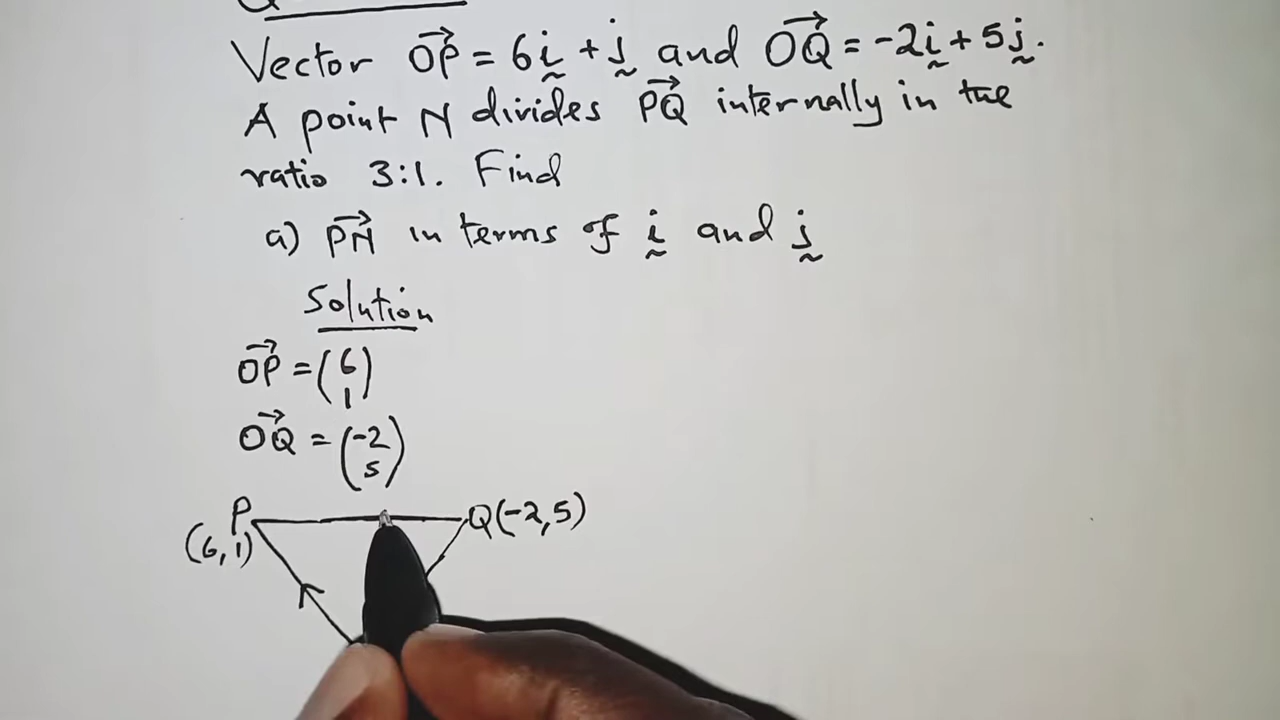 Vector OP⃗ = 6i + j and OQ⃗ = -2i + 5j.
A point N divides PQ⃗ internally in the
ratio 3:1. Find
a) PN⃗ in terms of i and j
Solution
OP⃗ = (6 1)
OQ⃗ = (-2 5)
P Q(-2,5)
(6,1)